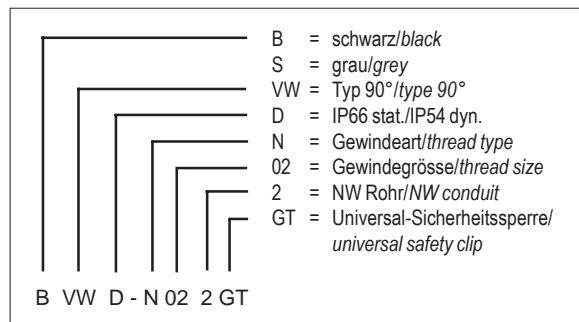 B = schwarz/black
S = grau/grey
VW = Typ 90°/type 90°
D = IP66 stat./IP54 dyn.
N = Gewindeart/thread type
02 = Gewindegrösse/thread size
2 = NW Rohr/NW conduit
GT = Universal-Sicherheitssperre/
universal safety clip
B VW D - N 02 2 GT